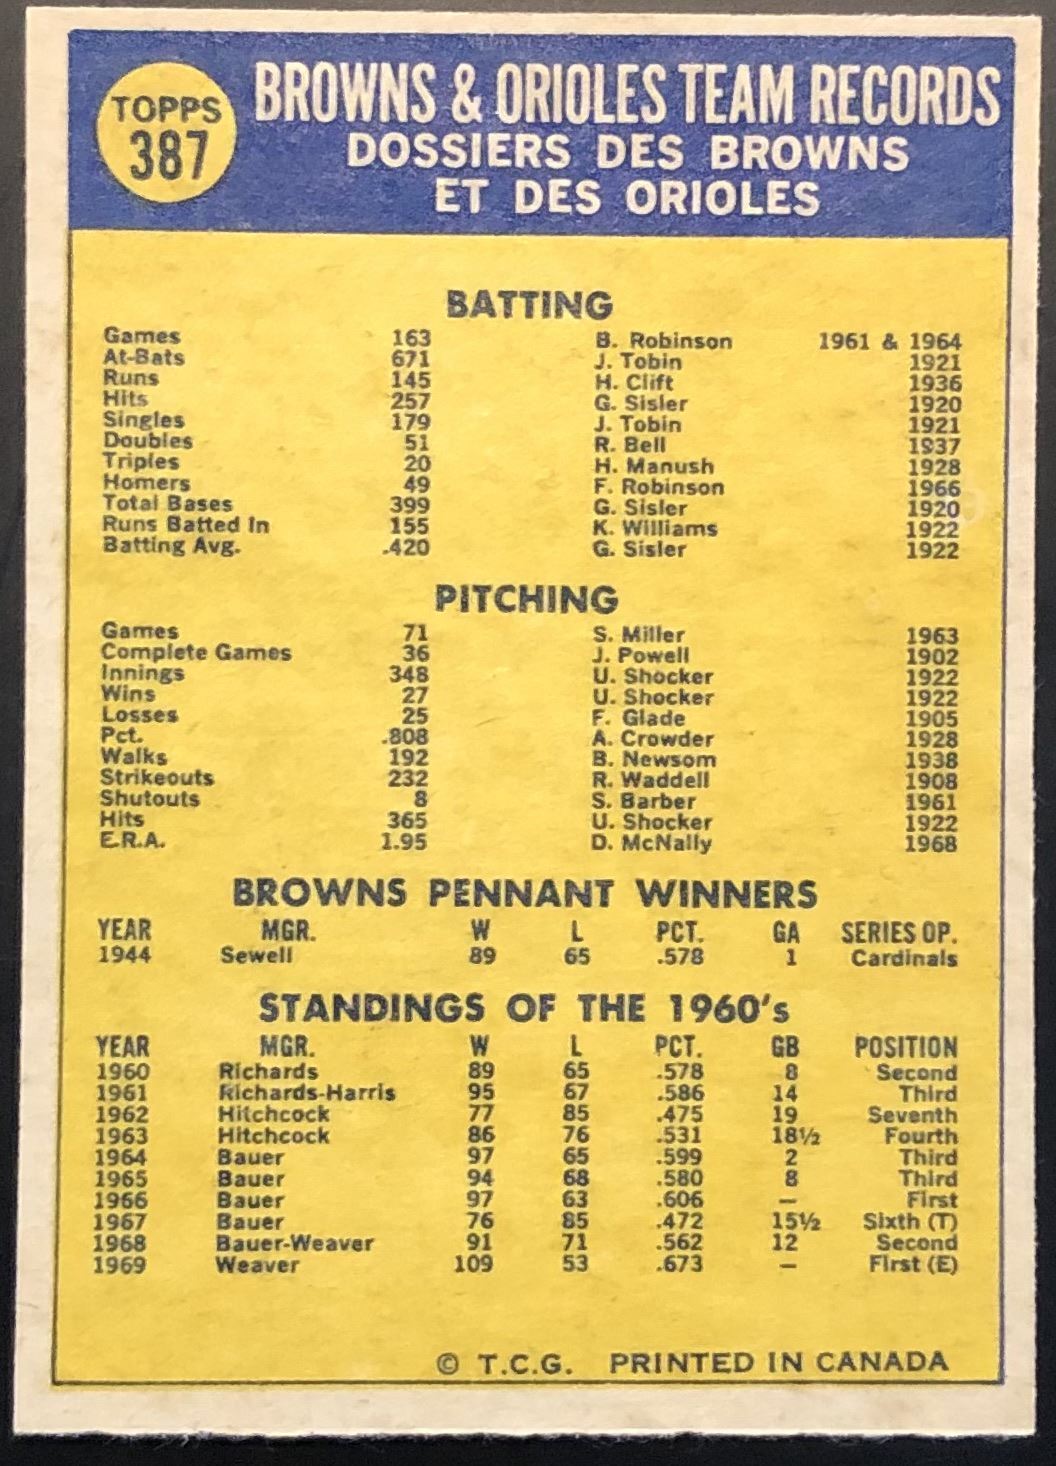 TOPPS
387
BROWNS & ORIOLES TEAM RECORDS
DOSSIERS DES BROWNS
ET DES ORIOLES
BATTING
Games 163 B. Robinson 1961 & 1964
At-Bats 671 J. Tobin 1921
Runs 145 H. Clift 1936
Hits 257 G. Sisler 1920
Singles 179 J. Tobin 1921
Doubles 51 R. Bell 1937
Triples 20 H. Manush 1928
Homers 49 F. Robinson 1966
Total Bases 399 G. Sisler 1920
Runs Batted In 155 K. Williams 1922
Batting Avg. .420 G. Sisler 1922
PITCHING
Games 71 S. Miller 1963
Complete Games 36 J. Powell 1902
Innings 348 U. Shocker 1922
Wins 27 U. Shocker 1922
Losses 25 F. Glade 1905
Pct. .808 A. Crowder 1928
Walks 192 B. Newsom 1938
Strikeouts 232 R. Waddell 1908
Shutouts 8 S. Barber 1961
Hits 365 U. Shocker 1922
E.R.A. 1.95 D. McNally 1968
BROWNS PENNANT WINNERS
YEAR MGR. W L PCT. GA SERIES OP.
1944 Sewell 89 65 .578 1 Cardinals
STANDINGS OF THE 1960's
YEAR MGR. W L PCT. GB POSITION
1960 Richards 89 65 .578 8 Second
1961 Richards-Harris 95 67 .586 14 Third
1962 Hitchcock 77 85 .475 19 Seventh
1963 Hitchcock 86 76 .531 18½ Fourth
1964 Bauer 97 65 .599 2 Third
1965 Bauer 94 68 .580 8 Third
1966 Bauer 97 63 .606 — First
1967 Bauer 76 85 .472 15½ Sixth (T)
1968 Bauer-Weaver 91 71 .562 12 Second
1969 Weaver 109 53 .673 — First (E)
© T.C.G. PRINTED IN CANADA